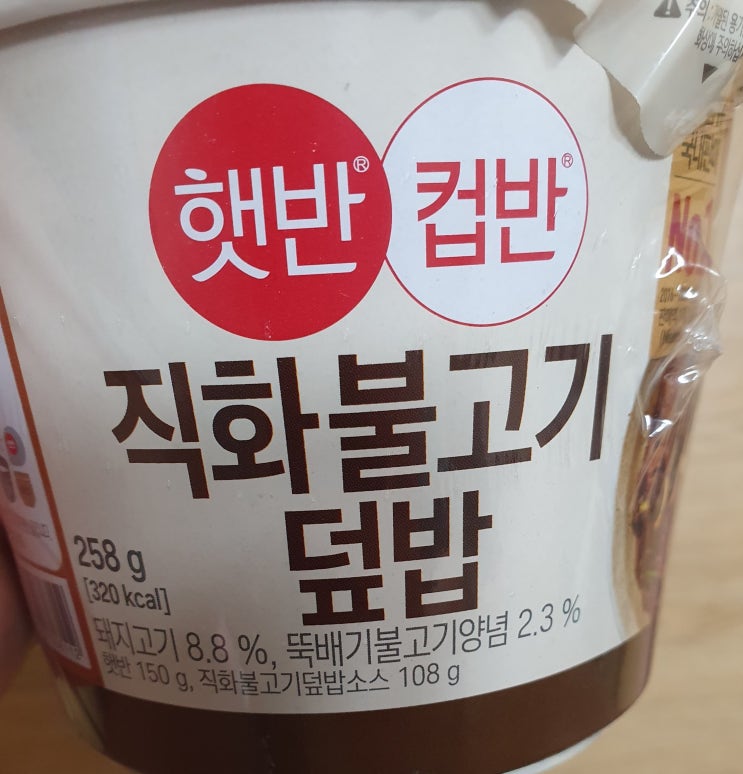 햇반® 컵반®
직화불고기
덮밥
258 g
[320 kcal]
돼지고기 8.8 %, 뚝배기불고기양념 2.3 %
햇반 150 g, 직화불고기덮밥소스 108 g
No.1